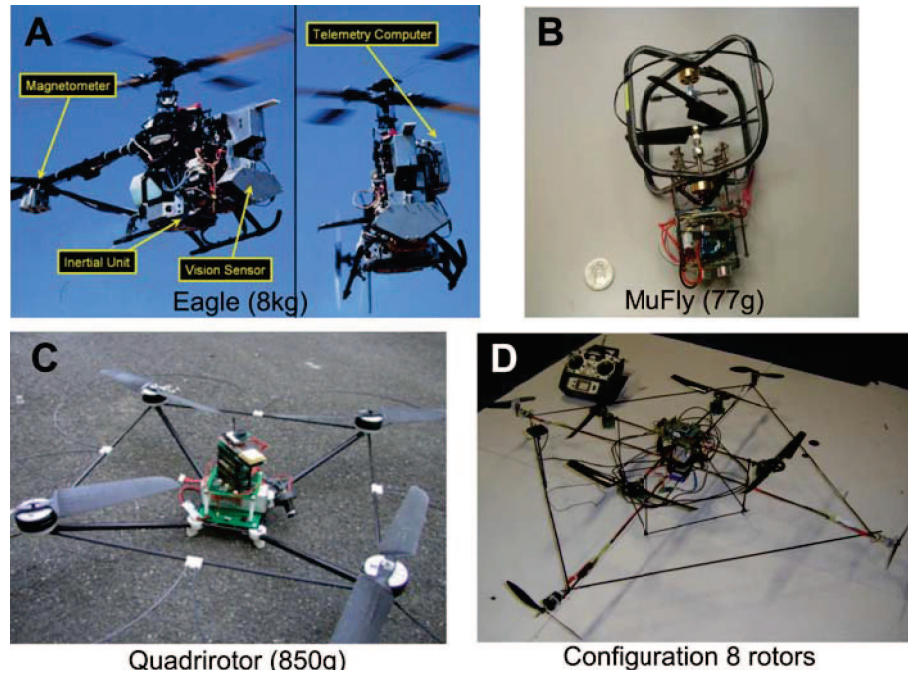 A
Magnetometer
Telemetry Computer
Inertial Unit
Vision Sensor
Eagle (8kg)
B
MuFly (77g)
C
Quadrirotor (850g)
D
Configuration 8 rotors